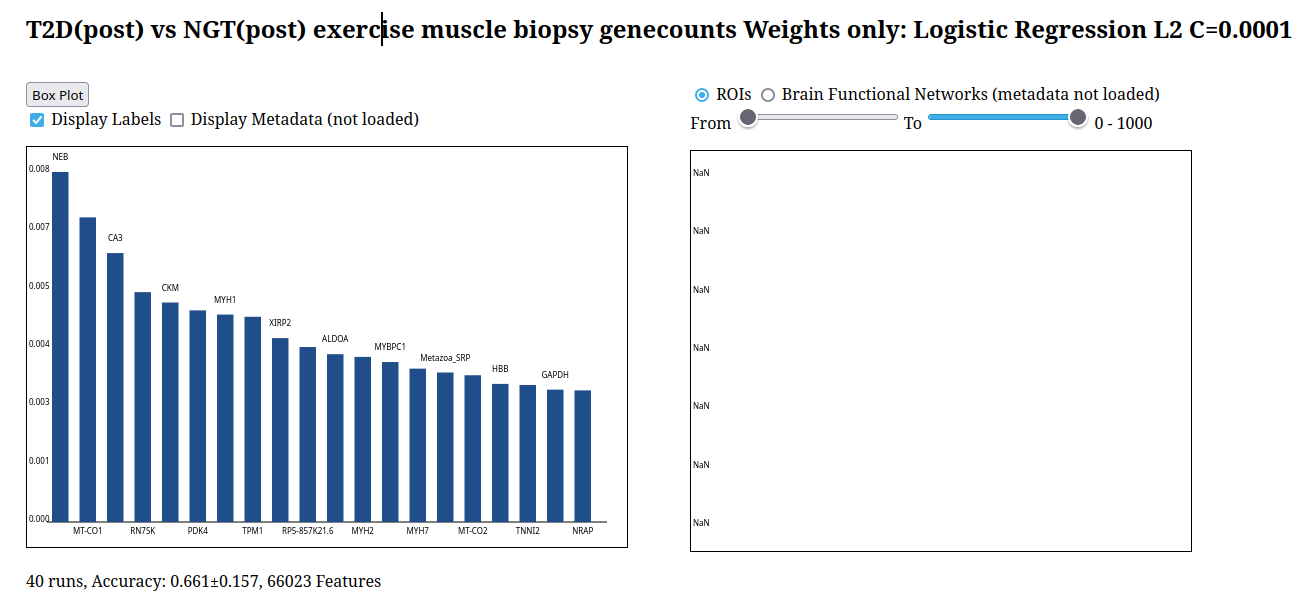 T2D(post) vs NGT(post) exercise muscle biopsy genecounts Weights only: Logistic Regression L2 C=0.0001
Box Plot
Display Labels Display Metadata (not loaded)
ROIs Brain Functional Networks (metadata not loaded)
From To 0 - 1000
NEB
0.008
CA3
0.007
0.005
CKM
MYH1
XIRP2
ALDOA
0.004
MYBPC1
Metazoa_SRP
HBB
GAPDH
0.003
0.001
0.000
MT-CO1 RN7SK PDK4 TPM1 RP5-857K21.6 MYH2 MYH7 MT-CO2 TNNI2 NRAP
NaN
NaN
NaN
NaN
NaN
NaN
NaN
40 runs, Accuracy: 0.661±0.157, 66023 Features